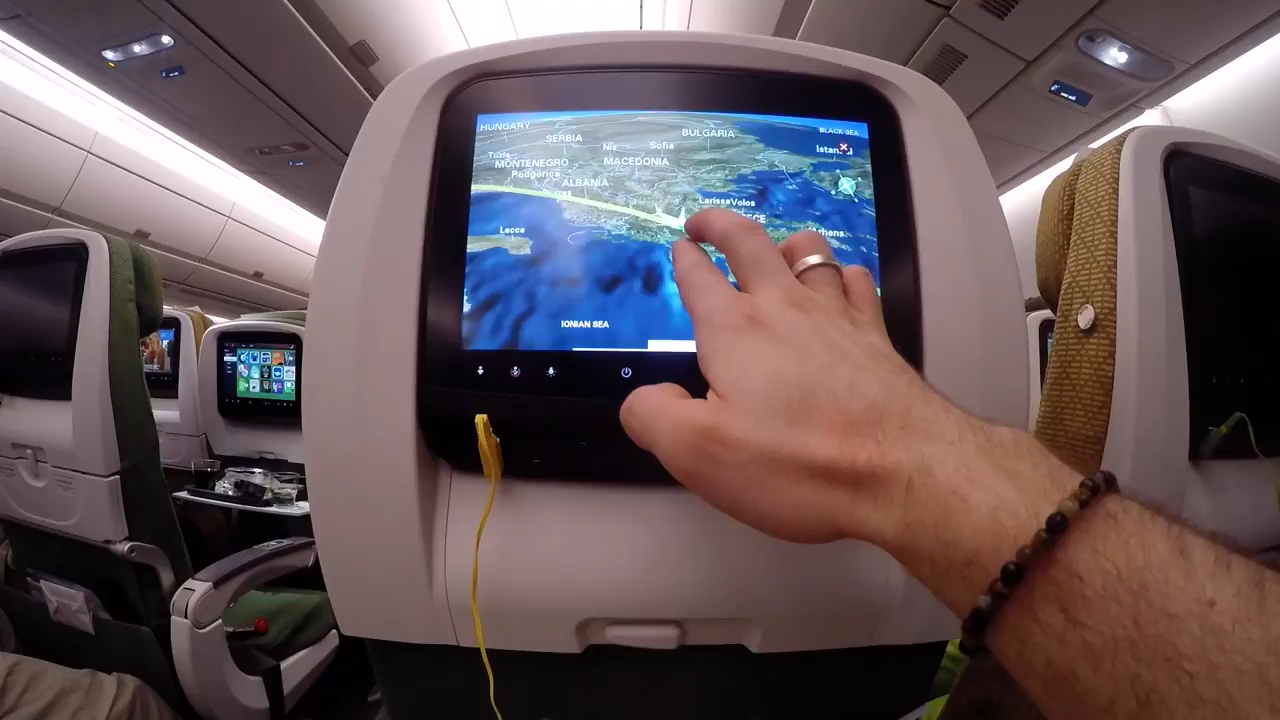 HUNGARY
SERBIA
BULGARIA
BLACK SEA
Tuzla
Nis
Sofia
MONTENEGRO
MACEDONIA
Podgorica
ALBANIA
Larissa
Volos
Lecce
Athens
IONIAN SEA